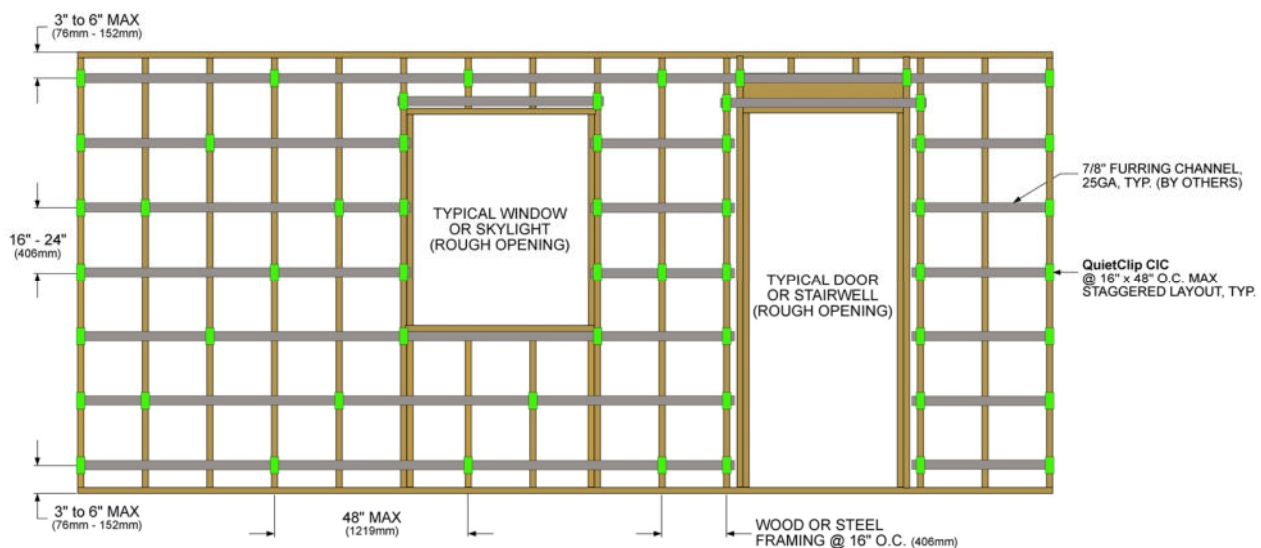 3" to 6" MAX
(76mm - 152mm)
7/8" FURRING CHANNEL,
25GA, TYP. (BY OTHERS)
16" - 24"
(406mm)
TYPICAL WINDOW
OR SKYLIGHT
(ROUGH OPENING)
TYPICAL DOOR
OR STAIRWELL
(ROUGH OPENING)
QuietClip CIC
@ 16" x 48" O.C. MAX
STAGGERED LAYOUT, TYP.
3" to 6" MAX
(76mm - 152mm)
48" MAX
(1219mm)
WOOD OR STEEL
FRAMING @ 16" O.C. (406mm)